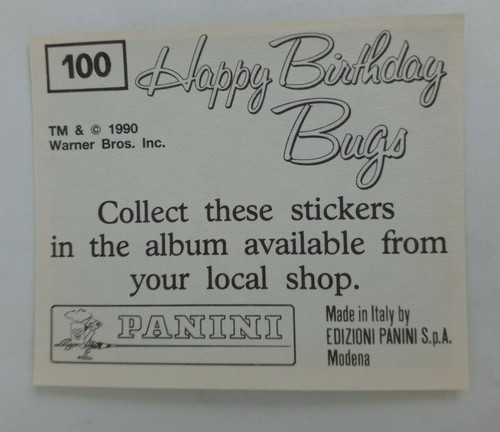 100
Happy Birthday
Bugs
TM & © 1990
Warner Bros. Inc.
Collect these stickers
in the album available from
your local shop.
PANINI
Made in Italy by
EDIZIONI PANINI S.p.A.
Modena